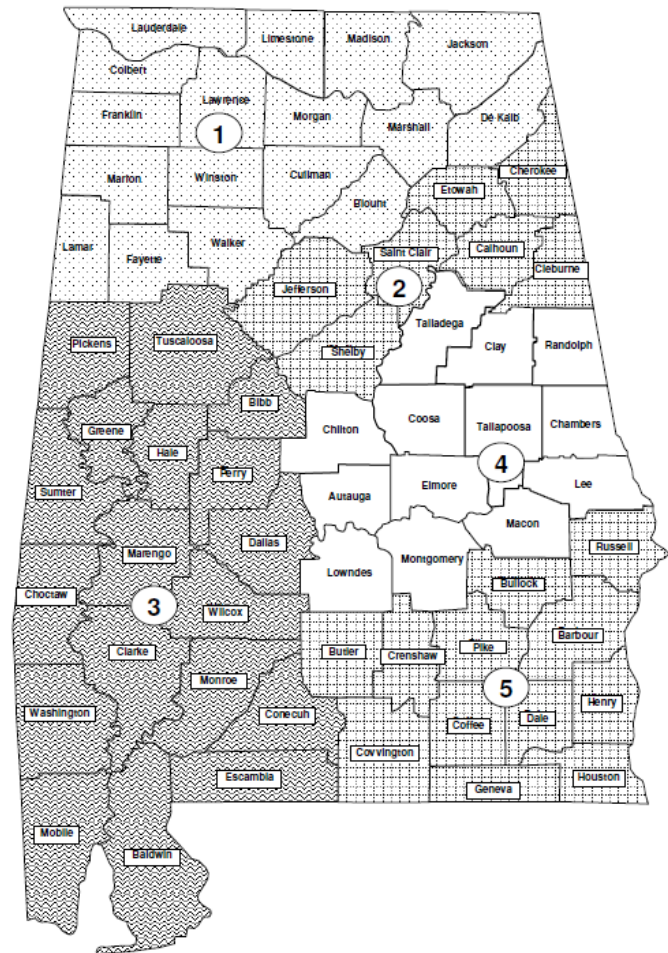 Lauderdale
Limestone
Madison
Jackson
Colbert
Lawrence
Franklin
Morgan
Marshall
De Kalb
1
Cherokee
Marion
Winston
Cullman
Etowah
Blount
Lamar
Fayette
Walker
Saint Clair
Calhoun
Cleburne
Jefferson
2
Talladega
Pickens
Tuscaloosa
Shelby
Clay
Randolph
Bibb
Greene
Chilton
Coosa
Tallapoosa
Chambers
Hale
Perry
4
Sumter
Autauga
Elmore
Lee
Macon
Dallas
Marengo
Montgomery
Russell
Lowndes
Bullock
Choctaw
3
Wilcox
Clarke
Butler
Crenshaw
Pike
Barbour
Monroe
5
Washington
Conecuh
Coffee
Dale
Henry
Covington
Escambia
Geneva
Houston
Mobile
Baldwin